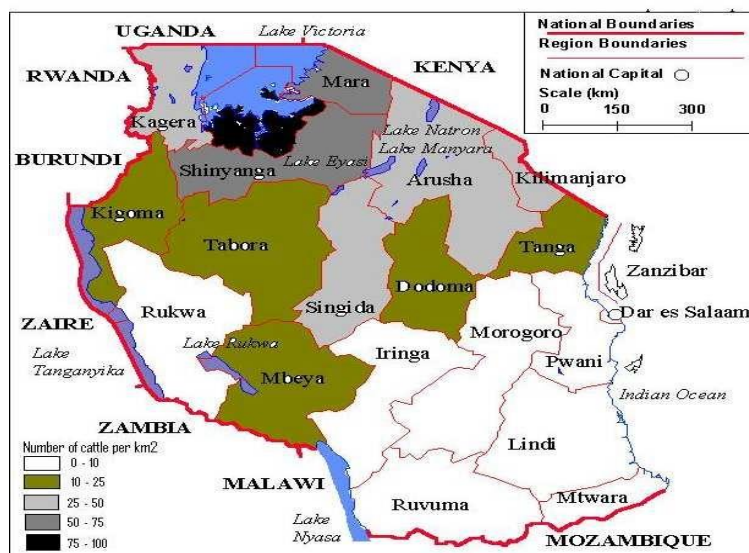 UGANDA
Lake Victoria
National Boundaries
Region Boundaries
National Capital
Scale (km)
0 150 300
RWANDA
Mara
KENYA
Kagera
Lake Natron
Lake Manyara
BURUNDI
Shinyanga
Lake Eyasi
Arusha
Kilimanjaro
Kigoma
Tabora
Tanga
Dodoma
Zanzibar
Singida
Dar es Salaam
ZAIRE
Rukwa
Morogoro
Iringa
Pwani
Lake
Tanganyika
Lake Rukwa
Mbeya
Indian Ocean
ZAMBIA
Lindi
Number of cattle per km2
0 - 10
10 - 25
25 - 50
50 - 75
75 - 100
MALAWI
Ruvuma
Mtwara
Lake
Nyasa
MOZAMBIQUE